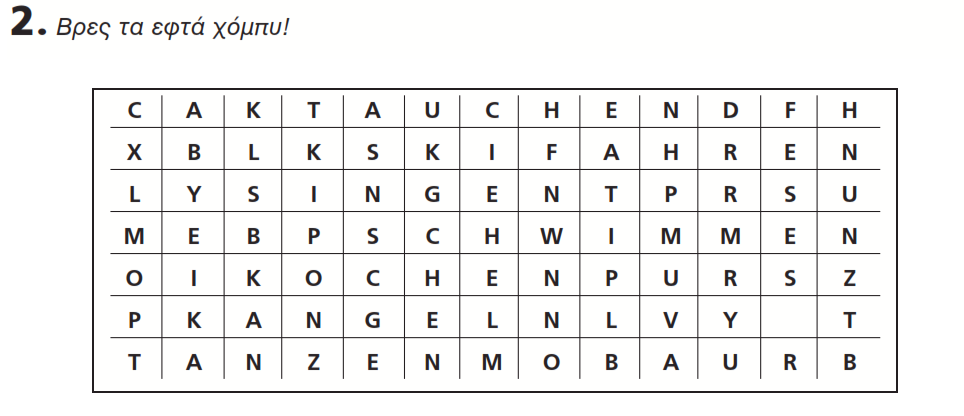 2. Βρες τα εφτά χόμπυ!
C A K T A U C H E N D F H
X B L K S K I F A H R E N
L Y S I N G E N T P R S U
M E B P S C H W I M M E N
O I K O C H E N P U R S Z
P K A N G E L N L V Y T
T A N Z E N M O B A U R B